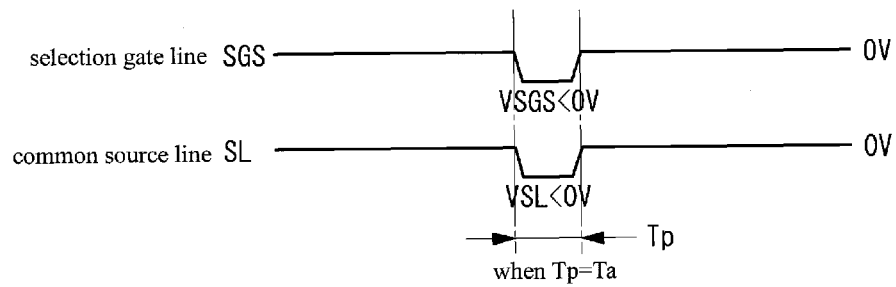 selection gate line SGS 0V
VSGS<0V
common source line SL 0V
VSL<0V
Tp
when Tp=Ta